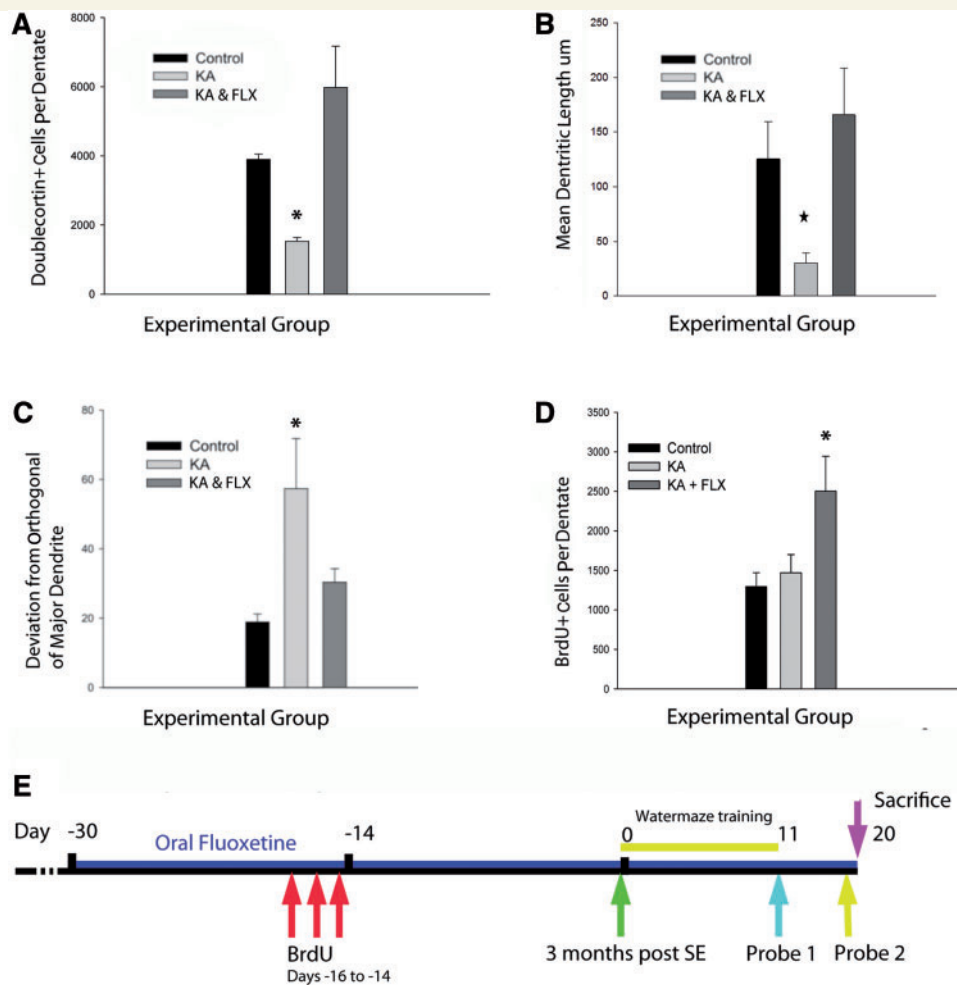 A
8000
6000
4000
2000
0
Doublecortin+ Cells per Dentate
Control
KA
KA & FLX
*
Experimental Group
B
250
200
150
100
50
0
Mean Dentritic Length um
Control
KA
KA & FLX
★
Experimental Group
C
80
60
40
20
0
Deviation from Orthogonal
of Major Dendrite
Control
KA
KA & FLX
*
Experimental Group
D
3500
3000
2500
2000
1500
1000
500
0
BrdU+ cells per Dentate
Control
KA
KA + FLX
*
Experimental Group
E
Sacrifice
Day -30 Oral Fluoxetine -14 0 Watermaze training 11 20
BrdU
Days -16 to -14
3 months post SE Probe 1 Probe 2